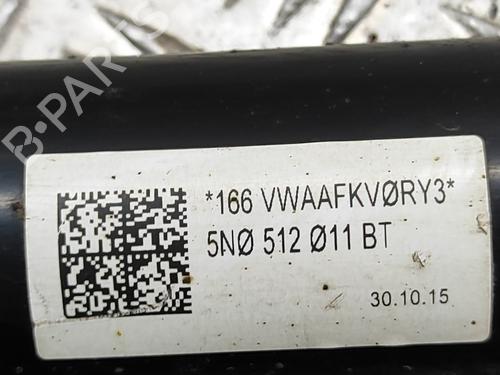 B-PARTS
*166 VWAAFKVØRY3*
5NØ 512 Ø11 BT
30.10.15